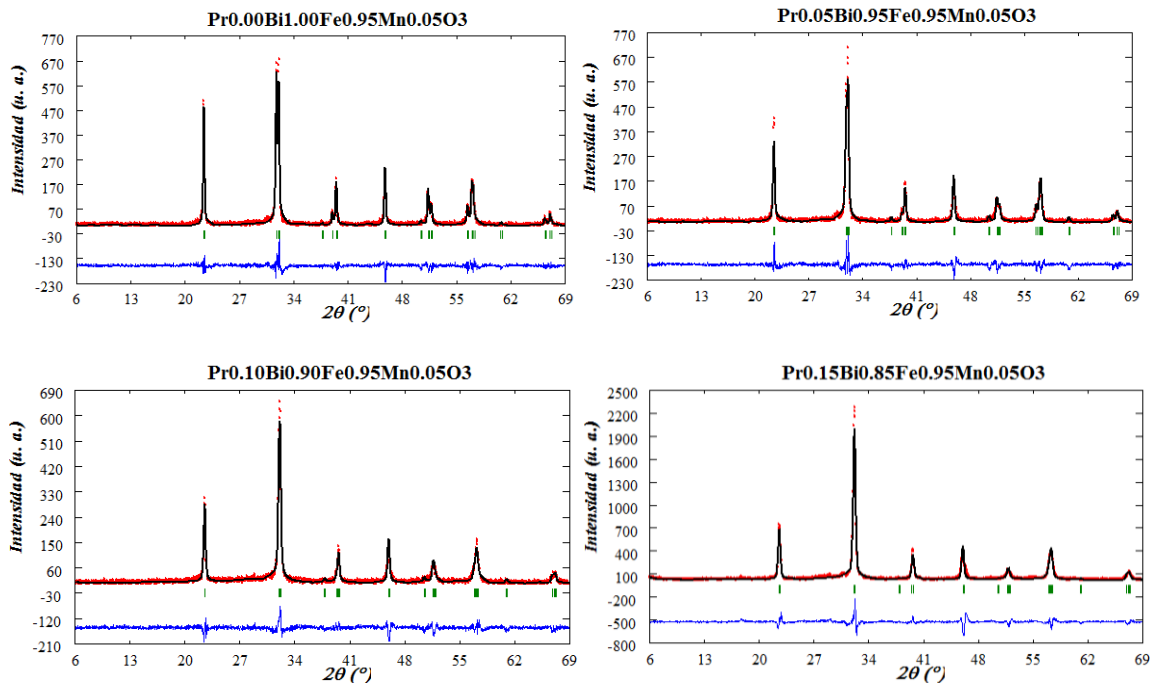 Pr0.00Bi1.00Fe0.95Mn0.05O3
Intensidad (u. a.)
770
670
570
470
370
270
170
70
-30
-130
-230
6 13 20 27 34 41 48 55 62 69
2θ (°)
Pr0.05Bi0.95Fe0.95Mn0.05O3
Intensidad (u. a.)
770
670
570
470
370
270
170
70
-30
-130
-230
6 13 20 27 34 41 48 55 62 69
2θ (°)
Pr0.10Bi0.90Fe0.95Mn0.05O3
Intensidad (u. a.)
690
600
510
420
330
240
150
60
-30
-120
-210
6 13 20 27 34 41 48 55 62 69
2θ (°)
Pr0.15Bi0.85Fe0.95Mn0.05O3
Intensidad (u. a.)
2500
2200
1900
1600
1300
1000
700
400
100
-200
-500
-800
6 13 20 27 34 41 48 55 62 69
2θ (°)